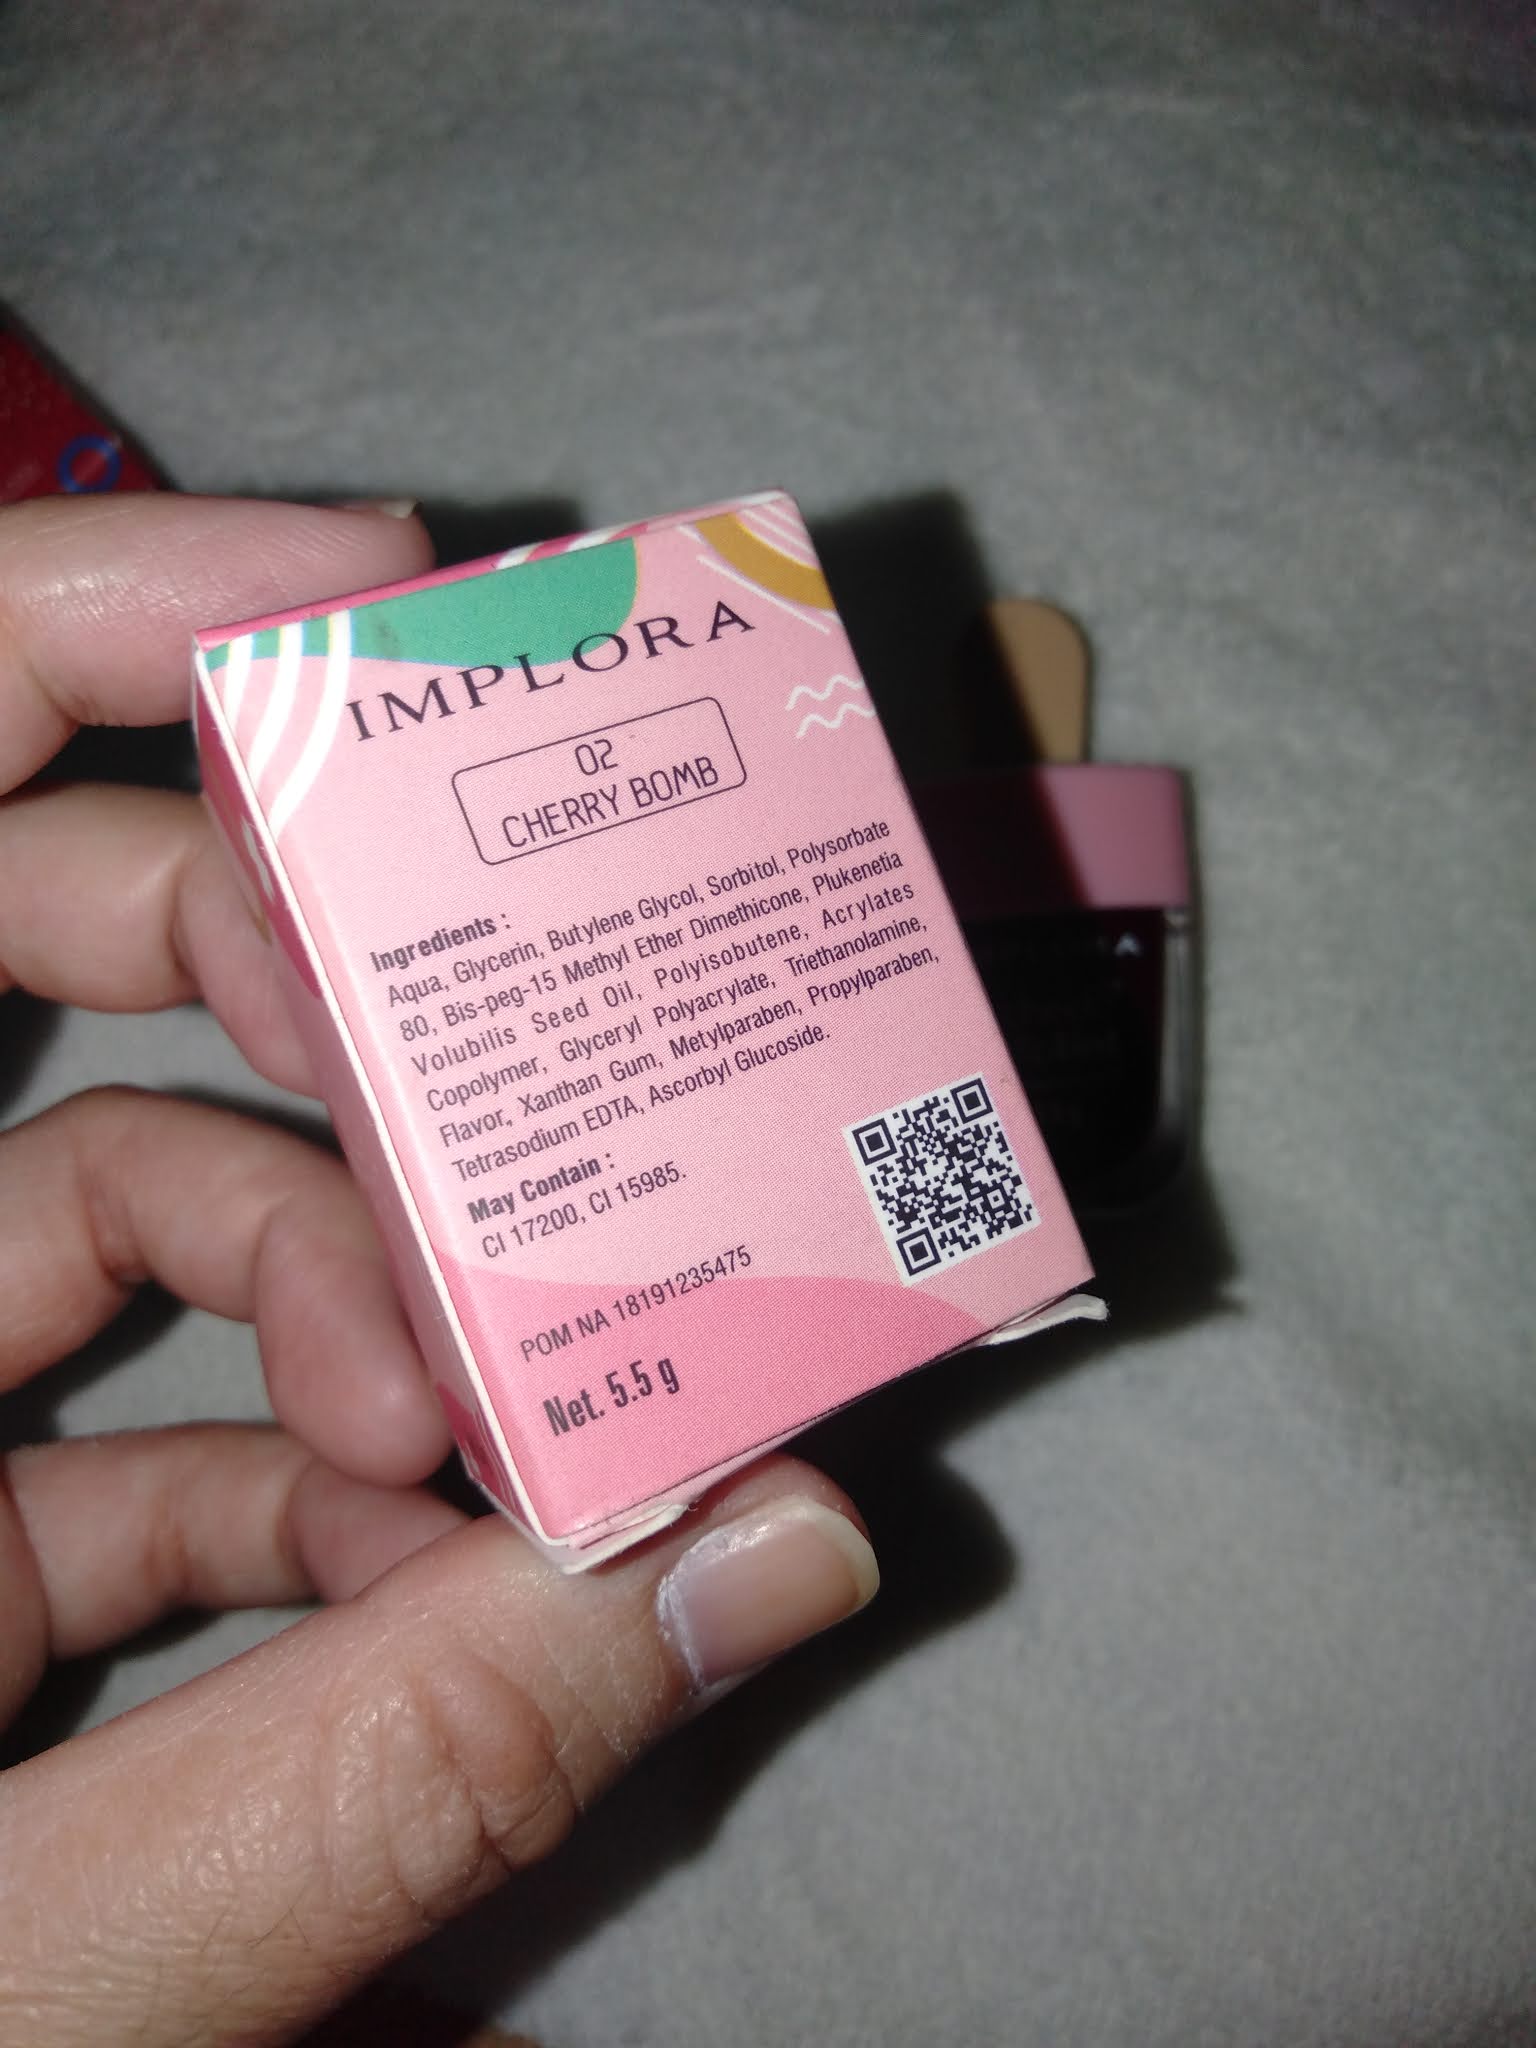 IMPLORA
02
CHERRY BOMB
Ingredients :
Aqua, Glycerin, Butylene Glycol, Sorbitol, Polysorbate
80, Bis-peg-15 Methyl Ether Dimethicone, Plukenetia
Volubilis Seed Oil, Polyisobutene, Acrylates
Copolymer, Glyceryl Polyacrylate, Triethanolamine,
Flavor, Xanthan Gum, Metylparaben, Propylparaben,
Tetrasodium EDTA, Ascorbyl Glucoside.
May Contain :
CI 17200, CI 15985.
POM NA 18191235475
Net. 5.5 g